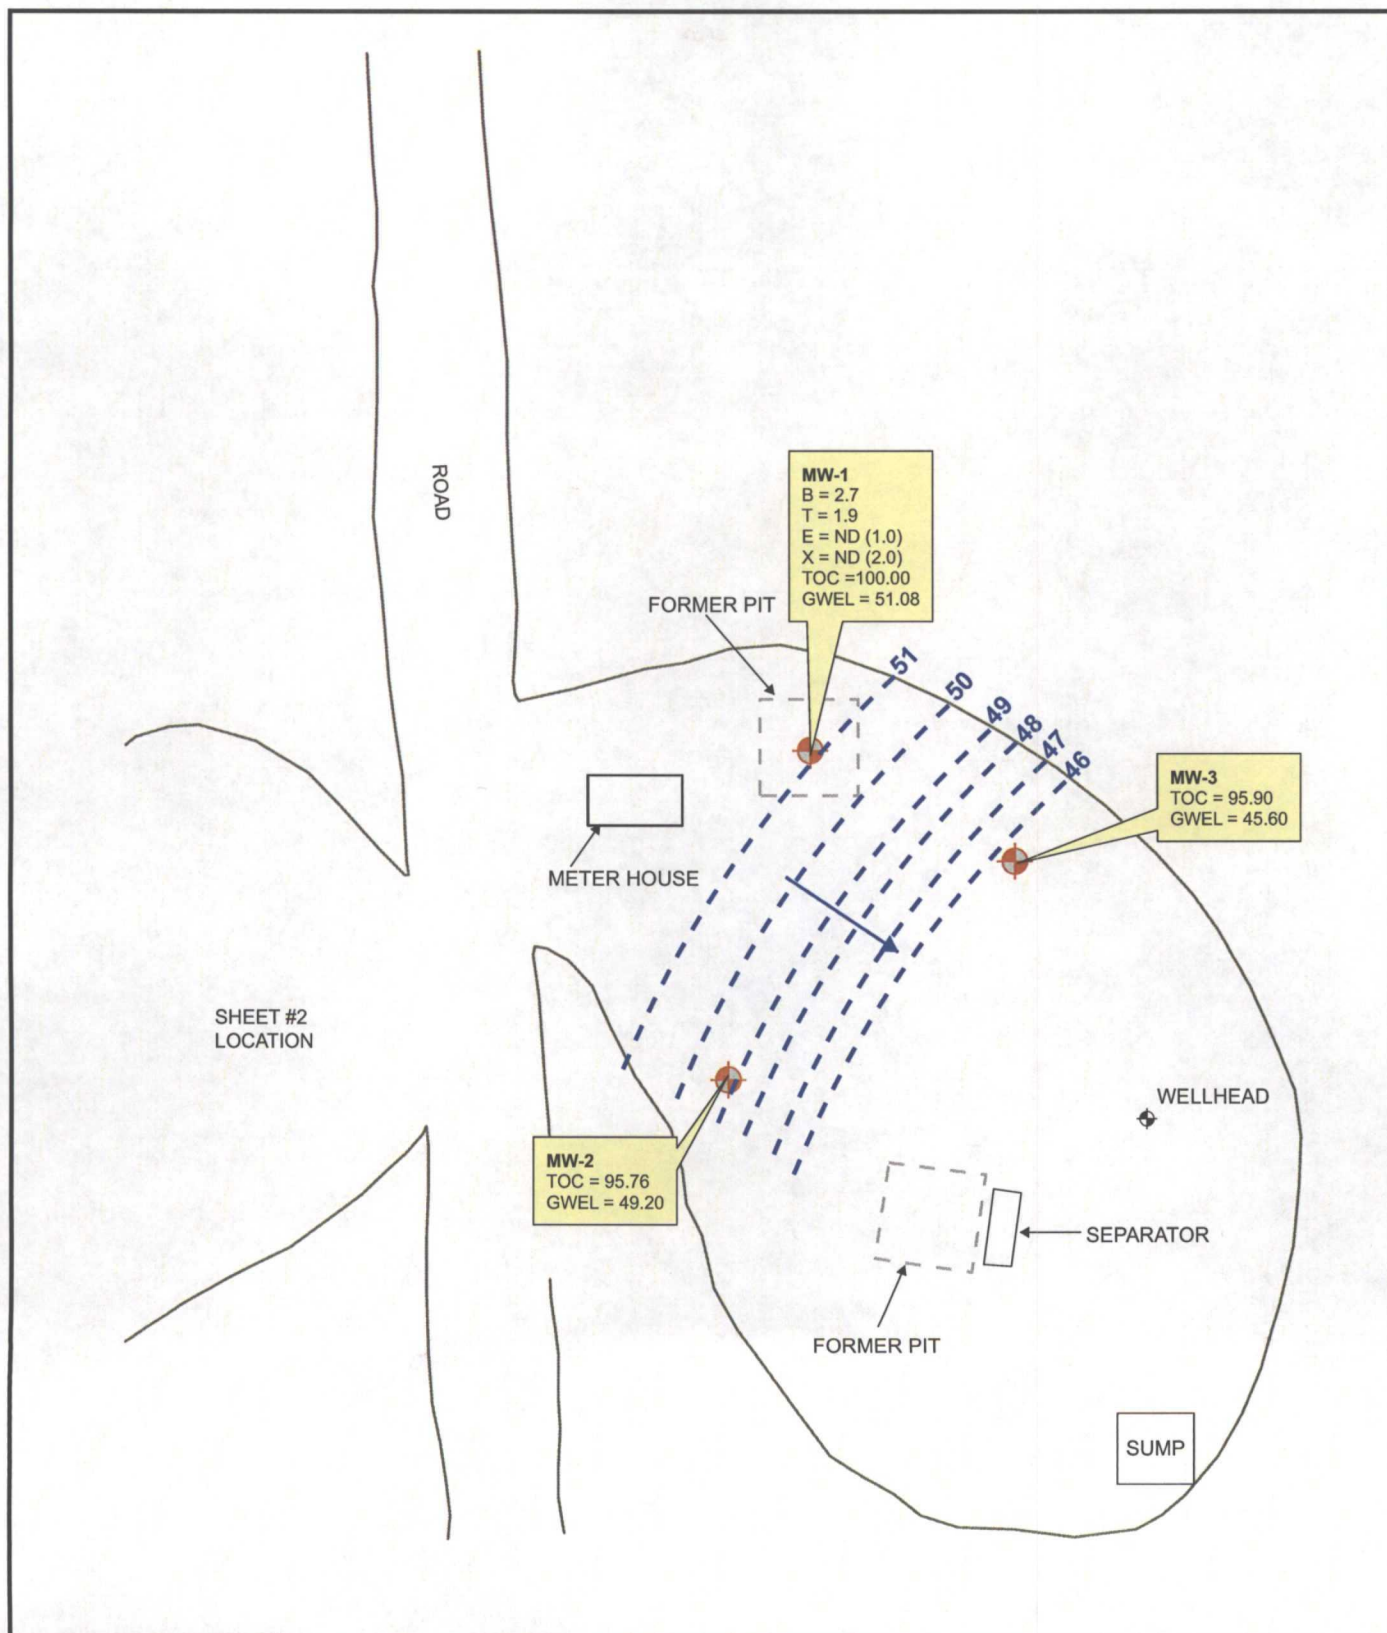 ROAD
MW-1
B = 2.7
T = 1.9
E = ND (1.0)
X = ND (2.0)
TOC =100.00
GWEL = 51.08
FORMER PIT
51
50
49
48
47
46
MW-3
TOC = 95.90
GWEL = 45.60
METER HOUSE
SHEET #2
LOCATION
WELLHEAD
MW-2
TOC = 95.76
GWEL = 49.20
SEPARATOR
FORMER PIT
SUMP